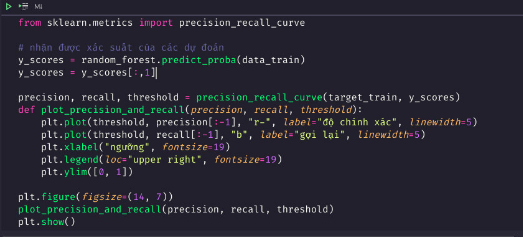 Mi
from sklearn.metrics import precision_recall_curve
# nhận được xác suất của các dự đoán
y_scores = random_forest.predict_proba(data_train)
y_scores = y_scores[:,1]
precision, recall, threshold = precision_recall_curve(target_train, y_scores)
def plot_precision_and_recall(precision, recall, threshold):
plt.plot(threshold, precision[:-1], "r-", label="độ chính xác", linewidth=5)
plt.plot(threshold, recall[:-1], "b", label="gợi lại", linewidth=5)
plt.xlabel("ngưỡng", fontsize=19)
plt.legend(loc="upper right", fontsize=19)
plt.ylim([0, 1])
plt.figure(figsize=(14, 7))
plot_precision_and_recall(precision, recall, threshold)
plt.show()